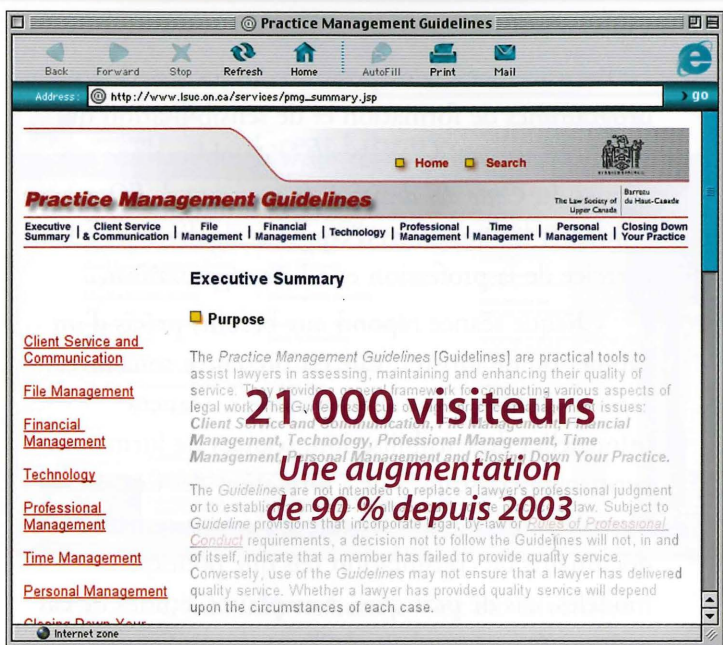 @ Practice Management Guidelines
Back Forward Stop Refresh Home AutoFill Print Mail
Address: @ http://www.lsuc.on.ca/services/pmg_summary.jsp go
Home Search
Practice Management Guidelines
The Law Society of Upper Canada
Barreau du Haut-Canada
Executive Summary | Client Service & Communication | File Management | Financial Management | Technology | Professional Management | Time Management | Personal Management | Closing Down Your Practice
Executive Summary
Purpose
Client Service and
Communication
File Management
Financial
Management
Technology
Professional
Management
Time Management
Personal Management
Closing Down Your
The Practice Management Guidelines [Guidelines] are practical tools to
assist lawyers in assessing, maintaining and enhancing their quality of
service. They provide a general framework for conducting various aspects of
legal work. The Guidelines issues:
Client Service and Communication, File Management, Financial
Management, Technology, Professional Management, Time
Management, Personal Management and Closing Down Your Practice.
21 000 visiteurs
Une augmentation
de 90 % depuis 2003
The Guidelines are not intended to replace a lawyer's professional judgment
or to establish law. Subject to
Guideline provisions that incorporate legal, by-law or Rules of Professional
Conduct requirements, a decision not to follow the Guidelines will not, in and
of itself, indicate that a member has failed to provide quality service.
Conversely, use of the Guidelines may not ensure that a lawyer has delivered
quality service. Whether a lawyer has provided quality service will depend
upon the circumstances of each case.
Internet zone